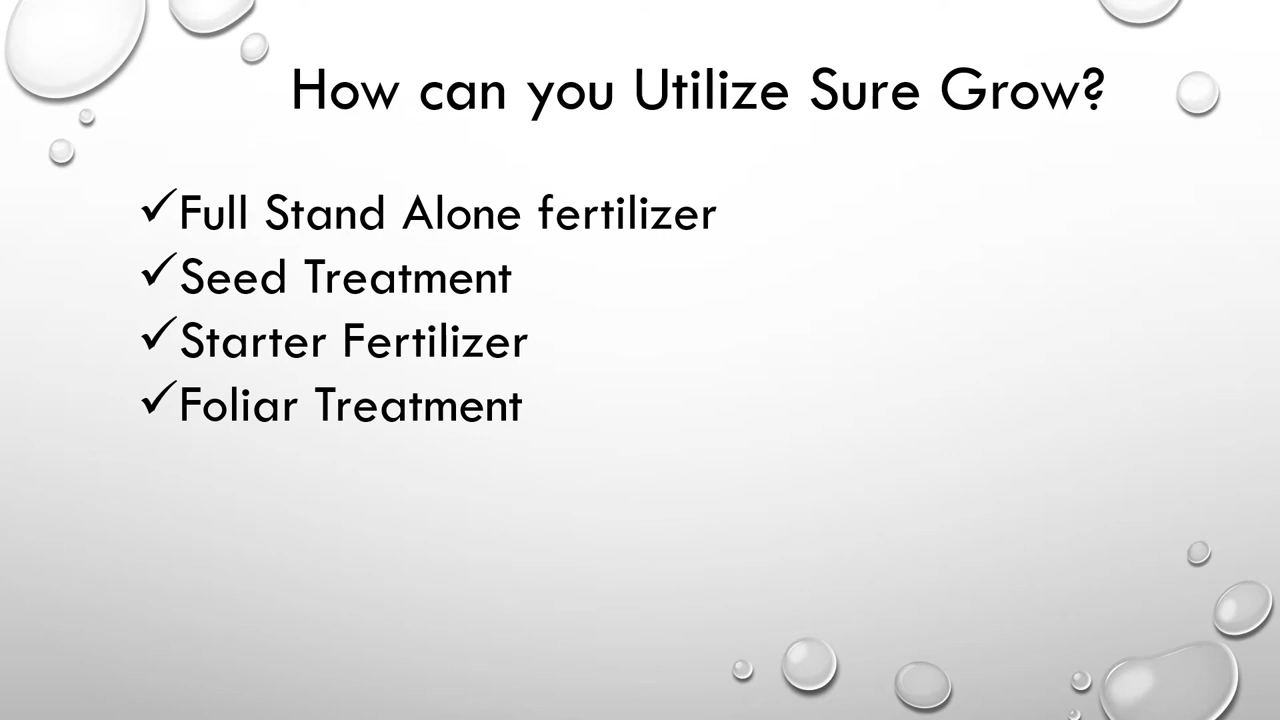 How can you Utilize Sure Grow?
✓Full Stand Alone fertilizer
✓Seed Treatment
✓Starter Fertilizer
✓Foliar Treatment